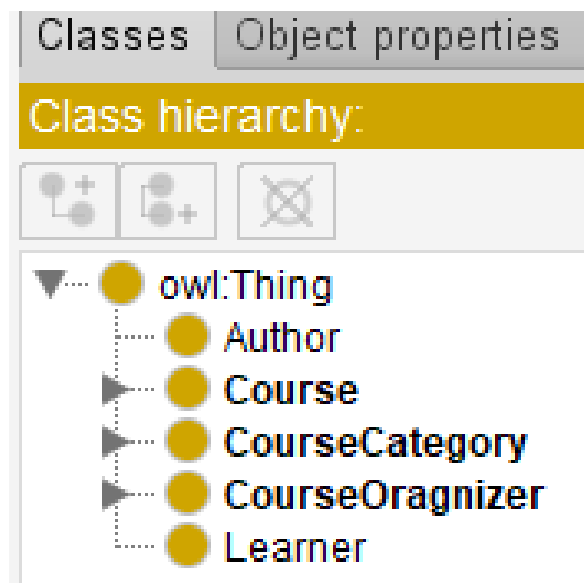 Classes Object properties
Class hierarchy:
owl:Thing
Author
Course
CourseCategory
CourseOragnizer
Learner